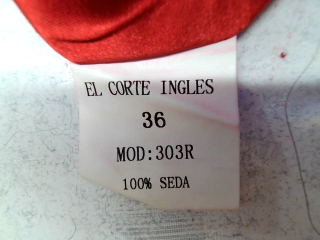 EL CORTE INGLES
36
MOD:303R
100% SEDA